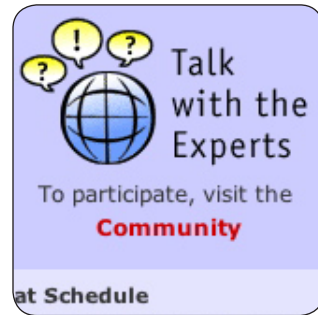 ? ! ?
Talk
with the
Experts
To participate, visit the
Community
at Schedule